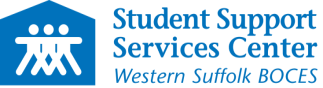 Student Support
Services Center
Western Suffolk BOCES